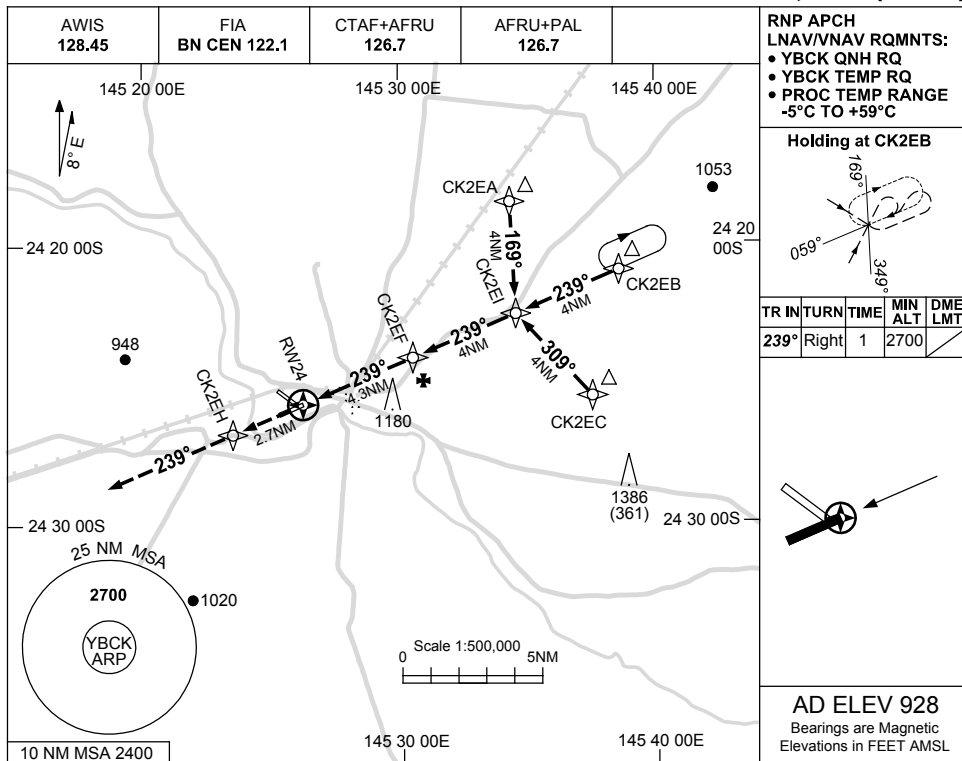 AWIS
128.45
FIA
BN CEN 122.1
CTAF+AFRU
126.7
AFRU+PAL
126.7
RNP APCH
LNAV/VNAV RQMNTS:
• YBCK QNH RQ
• YBCK TEMP RQ
• PROC TEMP RANGE
-5°C TO +59°C
145 20 00E
145 30 00E
145 40 00E
8° E
Holding at CK2EB
169°
059°
349°
1053
CK2EA
169°
4NM
24 20 00S
24 20
00S
CK2EI
CK2EB
239°
4NM
CK2EF
239°
4NM
948
RW24
239°
4.3NM
309°
4NM
CK2EH
1180
CK2EC
2.7NM
239°
TR IN
TURN
TIME
MIN
ALT
DME
LMT
239°
Right
1
2700
1386
(361)
24 30 00S
24 30 00S
25 NM MSA
2700
1020
YBCK
ARP
Scale 1:500,000
0
5NM
145 30 00E
145 40 00E
10 NM MSA 2400
AD ELEV 928
Bearings are Magnetic
Elevations in FEET AMSL